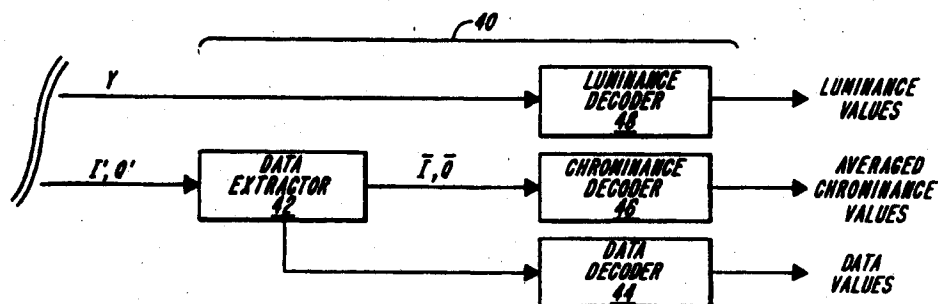 40
Y
LUMINANCE
DECODER
48
LUMINANCE
VALUES
I', Q'
DATA
EXTRACTOR
42
Ī, Q̄
CHROMINANCE
DECODER
46
AVERAGED
CHROMINANCE
VALUES
DATA
DECODER
44
DATA
VALUES